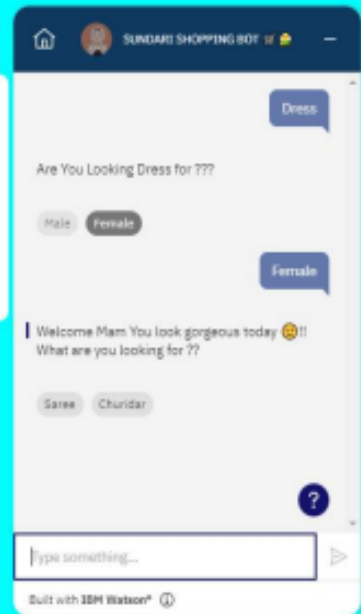 SUNDARI SHOPPING BOT
Dress
Are You Looking Dress for ???
Male Female
Female
Welcome Mam You look gorgeous today !!
What are you looking for ??
Saree Churidar
?
Type something...
Built with IBM Watson®